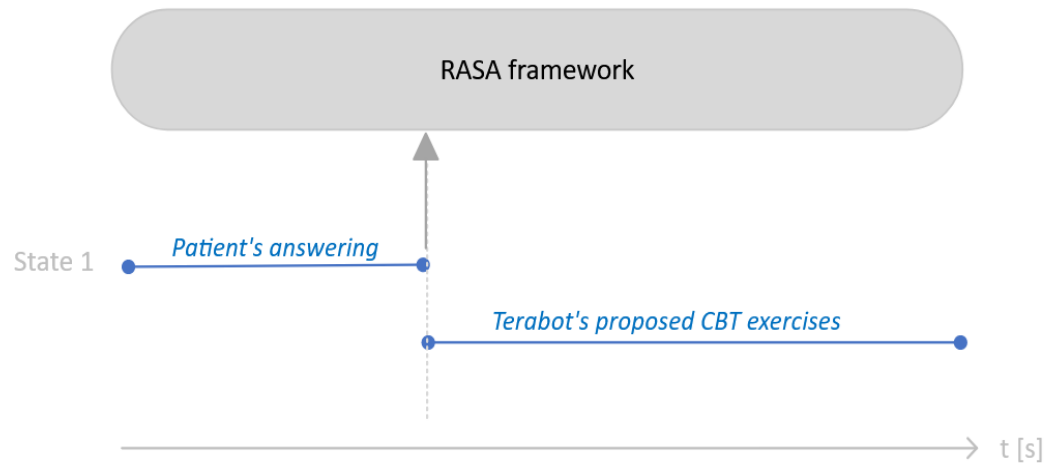 RASA framework
Patient's answering
State 1
Terabot's proposed CBT exercises
t [s]